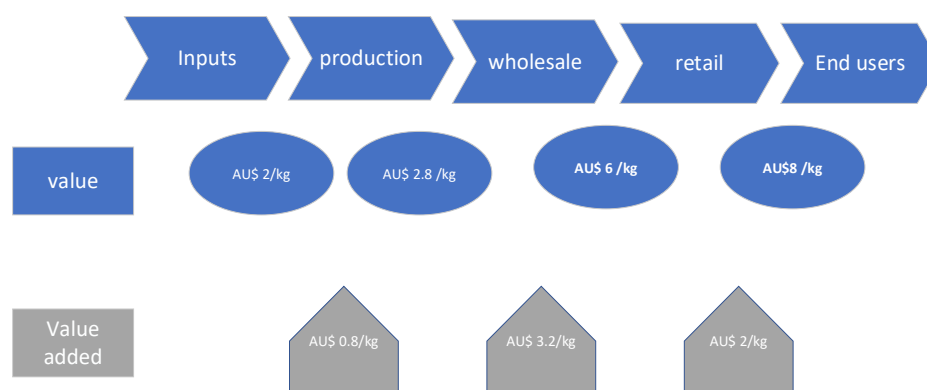 Inputs
production
wholesale
retail
End users
value
AU$ 2/kg
AU$ 2.8 /kg
AU$ 6 /kg
AU$8 /kg
Value
added
AU$ 0.8/kg
AU$ 3.2/kg
AU$ 2/kg